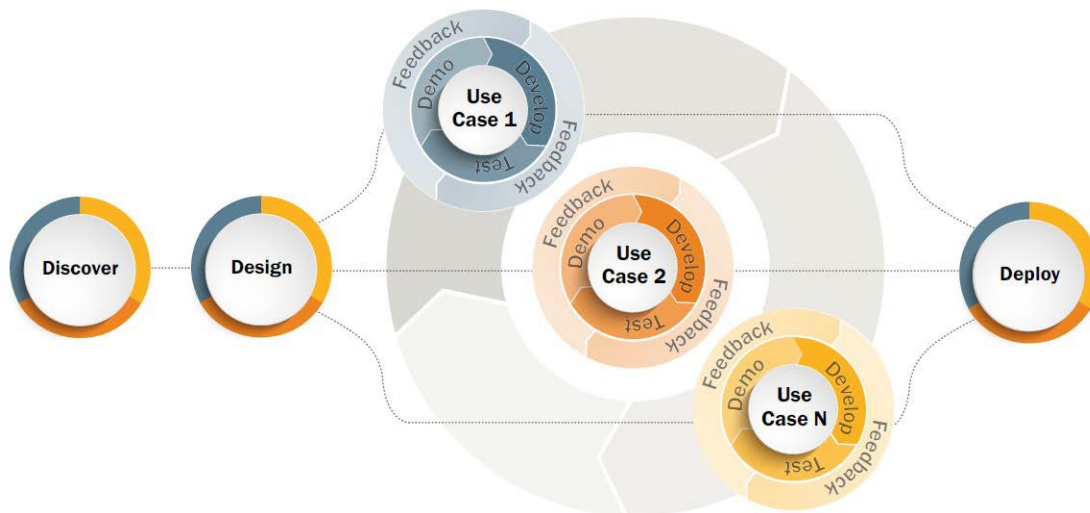 Discover
Design
Feedback
Demo
Develop
Test
Feedback
Use
Case 1
Feedback
Demo
Develop
Test
Feedback
Use
Case 2
Feedback
Demo
Develop
Test
Feedback
Use
Case N
Deploy